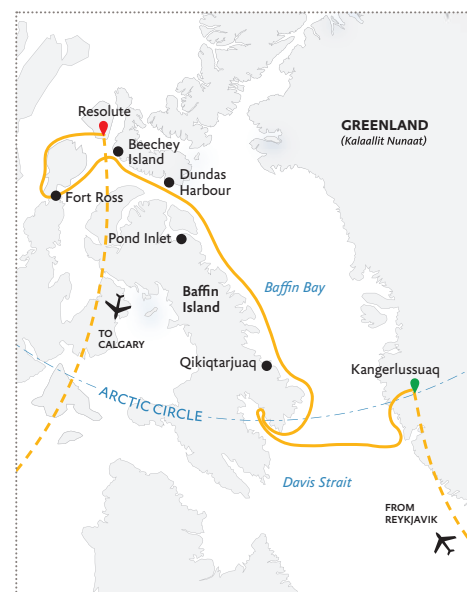 Resolute
GREENLAND
(Kalaallit Nunaat)
Beechey
Island
Dundas
Harbour
Fort Ross
Pond Inlet
Baffin
Island
Baffin Bay
TO
CALGARY
Qikiqtarjuaq
Kangerlussuaq
ARCTIC CIRCLE
Davis Strait
FROM
REYKJAVIK